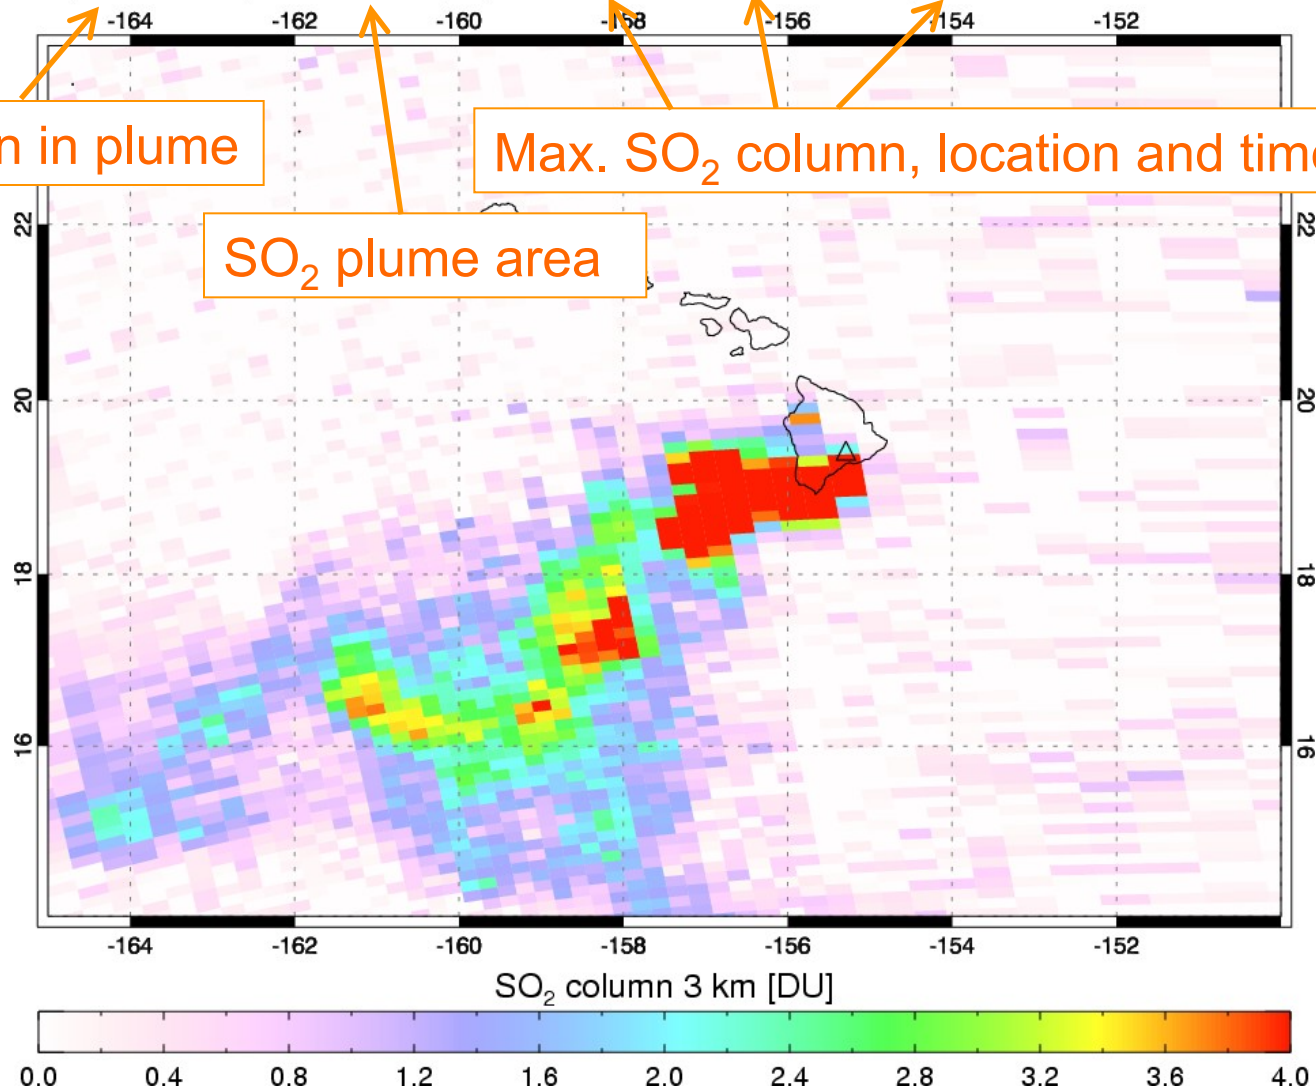 -164 -162 -160 -158 -156 -154 -152
n in plume
Max. SO₂ column, location and time
SO₂ plume area
22 22
20 20
18 18
16 16
-164 -162 -160 -158 -156 -154 -152
SO₂ column 3 km [DU]
0.0 0.4 0.8 1.2 1.6 2.0 2.4 2.8 3.2 3.6 4.0